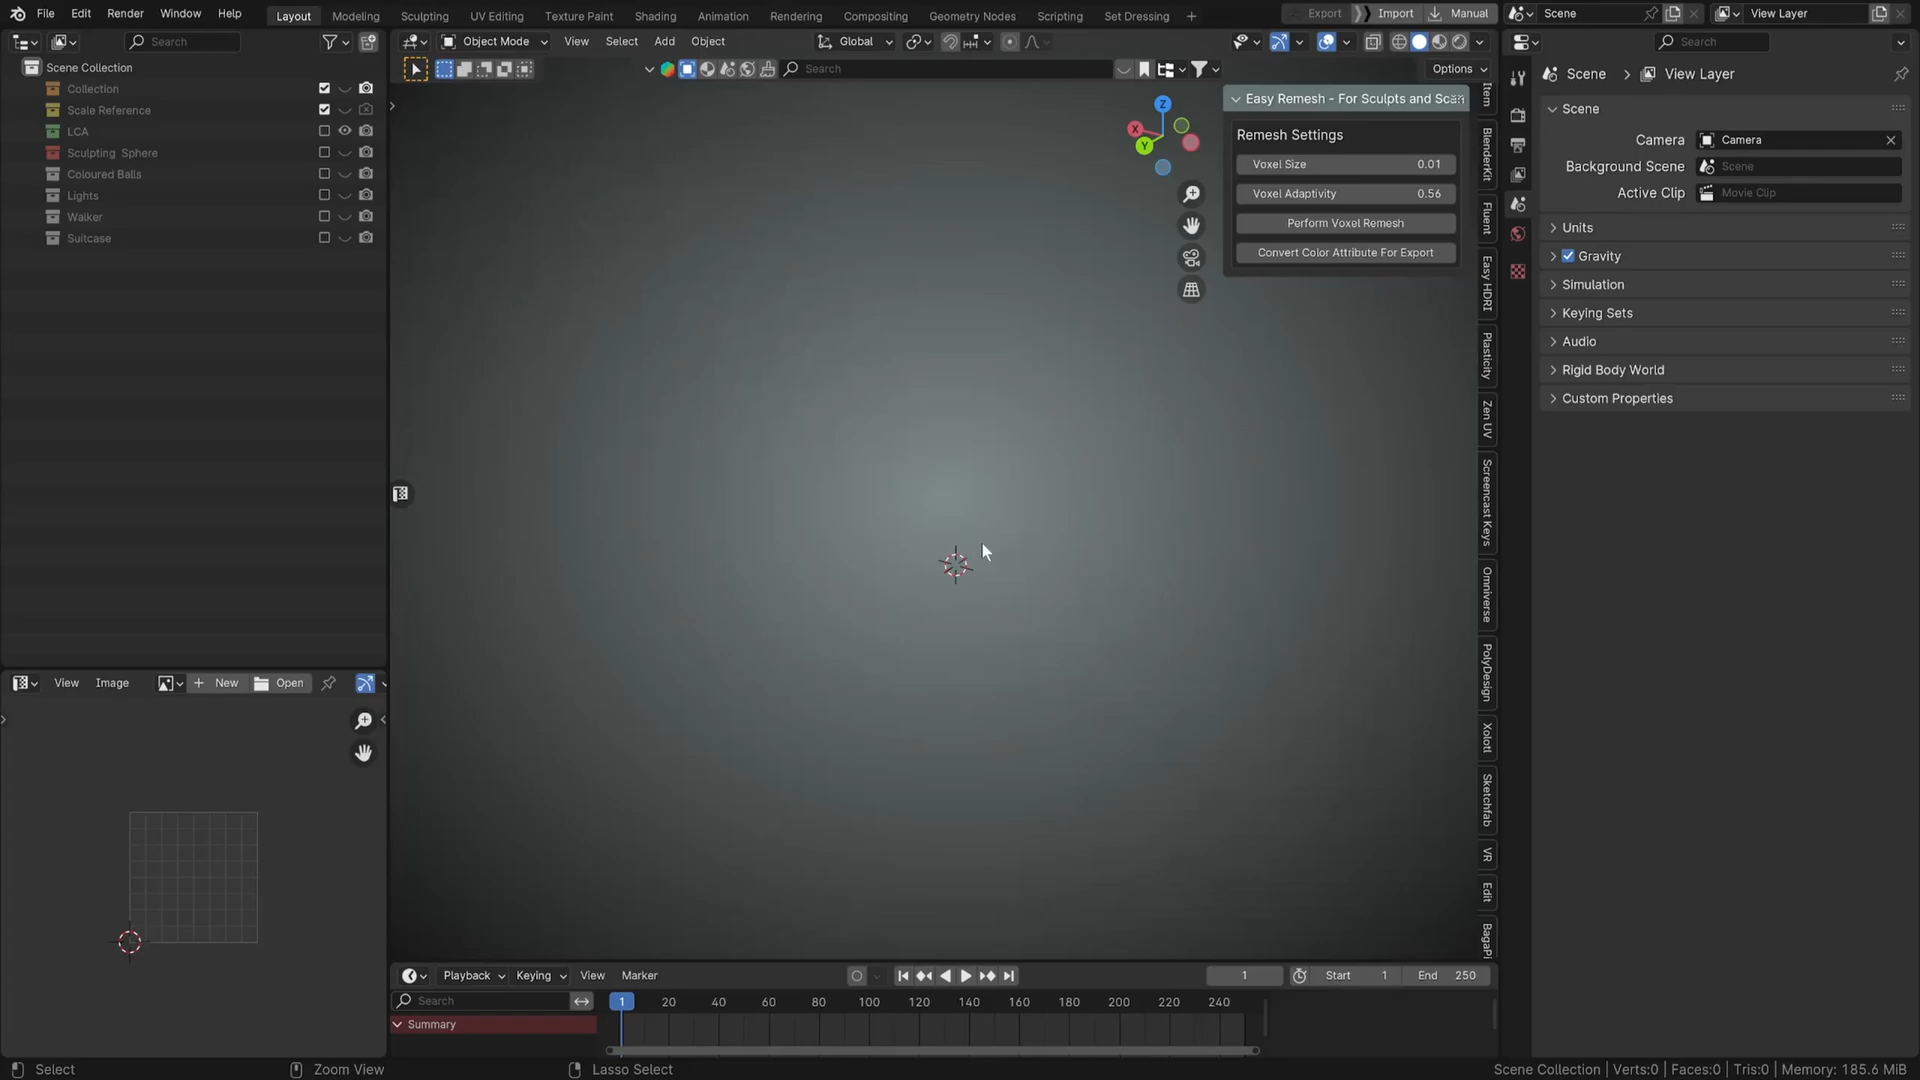 File Edit Render Window Help Layout Modeling Sculpting UV Editing Texture Paint Shading Animation Rendering Compositing Geometry Nodes Scripting Set Dressing + Export Import Manual Scene View Layer
Search
Object Mode View Select Add Object Global
Search
Scene Collection
Collection
Scale Reference
LCA
Sculpting Sphere
Coloured Balls
Lights
Walker
Suitcase
Search Options
Z
X
Y
Easy Remesh - For Sculpts and Scan
Remesh Settings
Voxel Size 0.01
Voxel Adaptivity 0.56
Perform Voxel Remesh
Convert Color Attribute For Export
Item
BlenderKit
Fluent
Easy HDRI
Plasticity
Zen UV
Screencast Keys
Omniverse
PolyDesign
Xolotl
Sketchfab
VR
Edit
BagaPi
Scene View Layer
Scene
Camera Camera
Background Scene Scene
Active Clip Movie Clip
Units
Gravity
Simulation
Keying Sets
Audio
Rigid Body World
Custom Properties
View Image New Open
Playback Keying View Marker 1 Start 1 End 250
Search 1 20 40 60 80 100 120 140 160 180 200 220 240
Summary
Select Zoom View Lasso Select Scene Collection | Verts:0 | Faces:0 | Tris:0 | Memory: 185.6 MiB